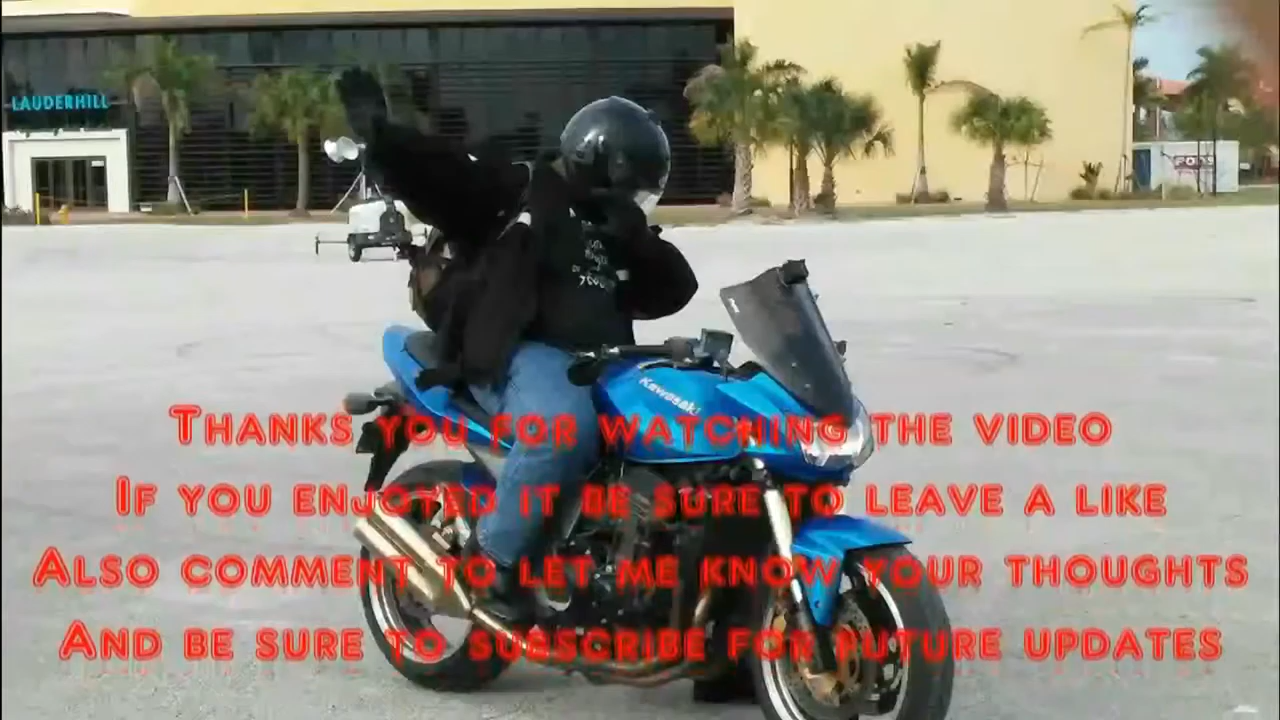 LAUDERHILL
PODS
Kawasaki
THANKS YOU FOR WATCHING THE VIDEO
IF YOU ENJOYED IT BE SURE TO LEAVE A LIKE
ALSO COMMENT TO LET ME KNOW YOUR THOUGHTS
AND BE SURE TO SUBSCRIBE FOR FUTURE UPDATES